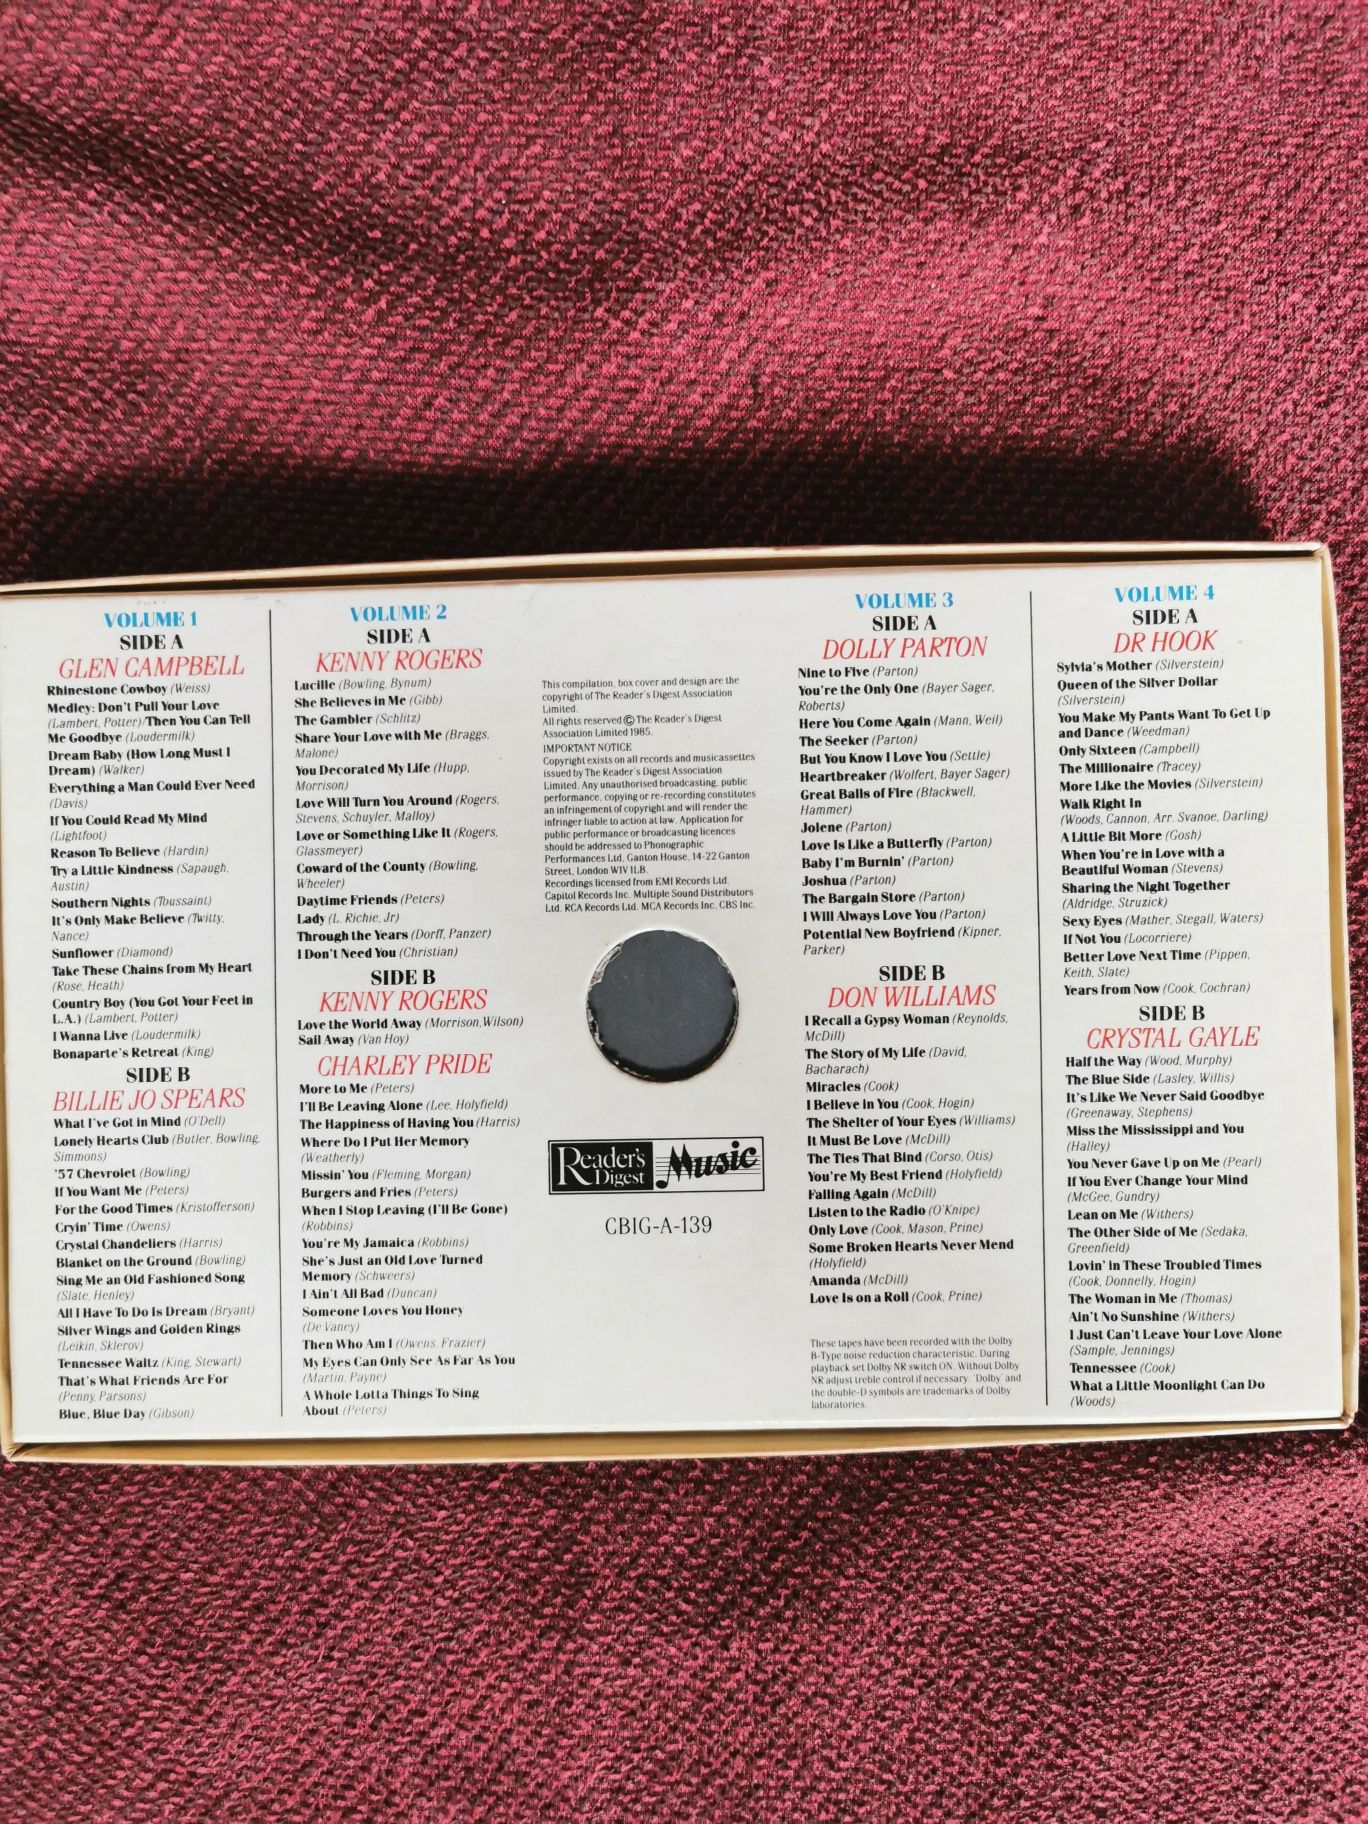 VOLUME 1
SIDE A
GLEN CAMPBELL
Rhinestone Cowboy (Weiss)
Medley: Don't Pull Your Love
(Lambert, Potter)/Then You Can Tell
Me Goodbye (Loudermilk)
Dream Baby (How Long Must I
Dream) (Walker)
Everything a Man Could Ever Need
(Davis)
If You Could Read My Mind
(Lightfoot)
Reason To Believe (Hardin)
Try a Little Kindness (Sapaugh,
Austin)
Southern Nights (Toussaint)
It's Only Make Believe (Twitty,
Nance)
Sunflower (Diamond)
Take These Chains from My Heart
(Rose, Heath)
Country Boy (You Got Your Feet in
L.A.) (Lambert, Potter)
I Wanna Live (Loudermilk)
Bonaparte's Retreat (King)
SIDE B
BILLIE JO SPEARS
What I've Got in Mind (O'Dell)
Lonely Hearts Club (Butler, Bowling,
Simmons)
'57 Chevrolet (Bowling)
If You Want Me (Peters)
For the Good Times (Kristofferson)
Cryin' Time (Owens)
Crystal Chandeliers (Harris)
Blanket on the Ground (Bowling)
Sing Me an Old Fashioned Song
(Slate, Henley)
All I Have To Do Is Dream (Bryant)
Silver Wings and Golden Rings
(Leikin, Sklerov)
Tennessee Waltz (King, Stewart)
That's What Friends Are For
(Penny, Parsons)
Blue, Blue Day (Gibson)
VOLUME 2
SIDE A
KENNY ROGERS
Lucille (Bowling, Bynum)
She Believes in Me (Gibb)
The Gambler (Schlitz)
Share Your Love with Me (Braggs,
Malone)
You Decorated My Life (Hupp,
Morrison)
Love Will Turn You Around (Rogers,
Stevens, Schuyler, Malloy)
Love or Something Like It (Rogers,
Glassmeyer)
Coward of the County (Bowling,
Wheeler)
Daytime Friends (Peters)
Lady (L. Richie, Jr)
Through the Years (Dorff, Panzer)
I Don't Need You (Christian)
SIDE B
KENNY ROGERS
Love the World Away (Morrison, Wilson)
Sail Away (Van Hoy)
CHARLEY PRIDE
More to Me (Peters)
I'll Be Leaving Alone (Lee, Holyfield)
The Happiness of Having You (Harris)
Where Do I Put Her Memory
(Weatherly)
Missin' You (Fleming, Morgan)
Burgers and Fries (Peters)
When I Stop Leaving (I'll Be Gone)
(Robbins)
You're My Jamaica (Robbins)
She's Just an Old Love Turned
Memory (Schweers)
I Ain't All Bad (Duncan)
Someone Loves You Honey
(De Vaney)
Then Who Am I (Owens, Frazier)
My Eyes Can Only See As Far As You
(Martin, Payne)
A Whole Lotta Things To Sing
About (Peters)
This compilation, box cover and design are the
copyright of The Reader's Digest Association
Limited.
All rights reserved © The Reader's Digest
Association Limited 1985.
IMPORTANT NOTICE
Copyright exists on all records and musicassettes
issued by The Reader's Digest Association
Limited. Any unauthorised broadcasting, public
performance, copying or re-recording constitutes
an infringement of copyright and will render the
infringer liable to action at law. Application for
public performance or broadcasting licences
should be addressed to Phonographic
Performances Ltd, Ganton House, 14-22 Ganton
Street, London W1V 1LB.
Recordings licensed from EMI Records Ltd.
Capitol Records Inc. Multiple Sound Distributors
Ltd. RCA Records Ltd. MCA Records Inc. CBS Inc.
Reader's
Digest
Music
CBIG-A-139
VOLUME 3
SIDE A
DOLLY PARTON
Nine to Five (Parton)
You're the Only One (Bayer Sager,
Roberts)
Here You Come Again (Mann, Weil)
The Seeker (Parton)
But You Know I Love You (Settle)
Heartbreaker (Wolfert, Bayer Sager)
Great Balls of Fire (Blackwell,
Hammer)
Jolene (Parton)
Love Is Like a Butterfly (Parton)
Baby I'm Burnin' (Parton)
Joshua (Parton)
The Bargain Store (Parton)
I Will Always Love You (Parton)
Potential New Boyfriend (Kipner,
Parker)
SIDE B
DON WILLIAMS
I Recall a Gypsy Woman (Reynolds,
McDill)
The Story of My Life (David,
Bacharach)
Miracles (Cook)
I Believe in You (Cook, Hogin)
The Shelter of Your Eyes (Williams)
It Must Be Love (McDill)
The Ties That Bind (Corso, Otis)
You're My Best Friend (Holyfield)
Falling Again (McDill)
Listen to the Radio (O'Knipe)
Only Love (Cook, Mason, Prine)
Some Broken Hearts Never Mend
(Holyfield)
Amanda (McDill)
Love Is on a Roll (Cook, Prine)
These tapes have been recorded with the Dolby
B-Type noise reduction characteristic. During
playback set Dolby NR switch ON. Without Dolby
NR adjust treble control if necessary. 'Dolby' and
the double-D symbols are trademarks of Dolby
laboratories.
VOLUME 4
SIDE A
DR HOOK
Sylvia's Mother (Silverstein)
Queen of the Silver Dollar
(Silverstein)
You Make My Pants Want To Get Up
and Dance (Weedman)
Only Sixteen (Campbell)
The Millionaire (Tracey)
More Like the Movies (Silverstein)
Walk Right In
(Woods, Cannon, Arr. Svanoe, Darling)
A Little Bit More (Gosh)
When You're in Love with a
Beautiful Woman (Stevens)
Sharing the Night Together
(Aldridge, Struzick)
Sexy Eyes (Mather, Stegall, Waters)
If Not You (Locorriere)
Better Love Next Time (Pippen,
Keith, Slate)
Years from Now (Cook, Cochran)
SIDE B
CRYSTAL GAYLE
Half the Way (Wood, Murphy)
The Blue Side (Lasley, Willis)
It's Like We Never Said Goodbye
(Greenaway, Stephens)
Miss the Mississippi and You
(Halley)
You Never Gave Up on Me (Pearl)
If You Ever Change Your Mind
(McGee, Gundry)
Lean on Me (Withers)
The Other Side of Me (Sedaka,
Greenfield)
Lovin' in These Troubled Times
(Cook, Donnelly, Hogin)
The Woman in Me (Thomas)
Ain't No Sunshine (Withers)
I Just Can't Leave Your Love Alone
(Sample, Jennings)
Tennessee (Cook)
What a Little Moonlight Can Do
(Woods)